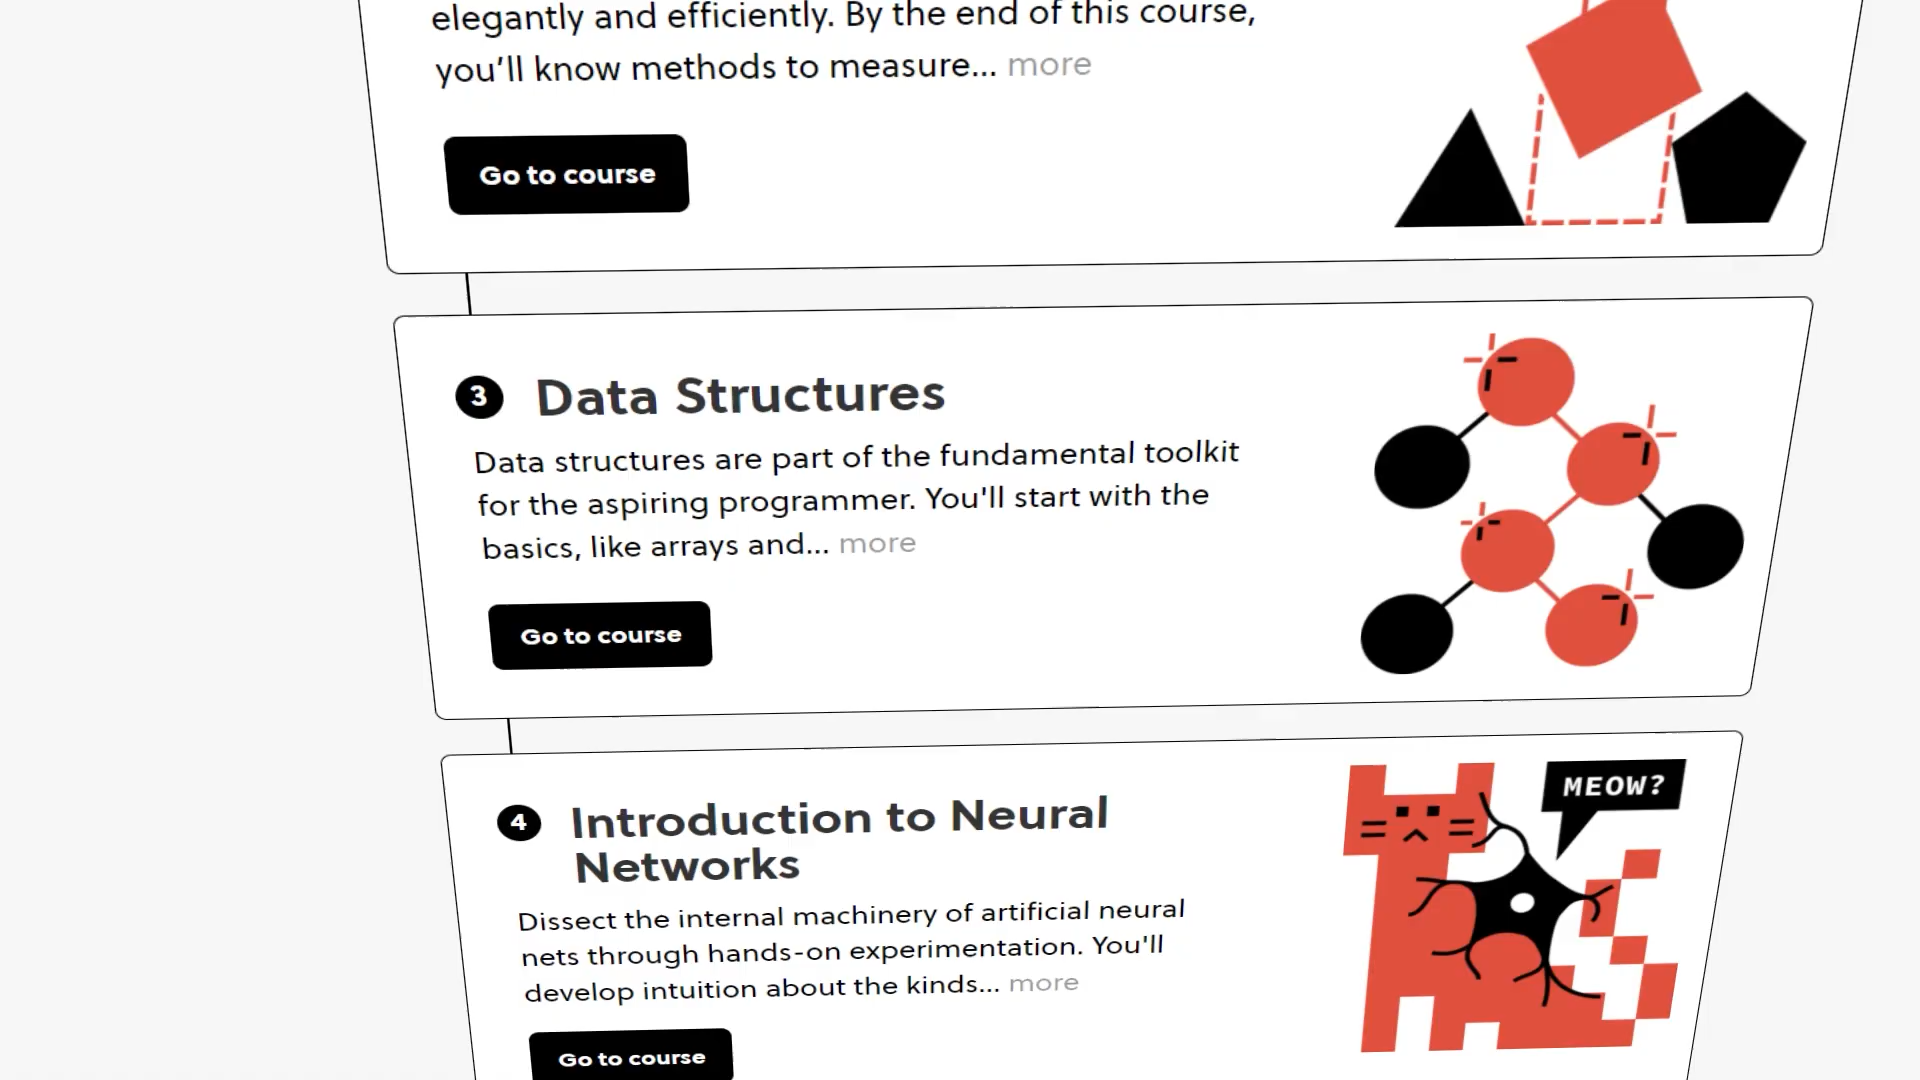 elegantly and efficiently. By the end of this course,
you’ll know methods to measure... more
Go to course
3 Data Structures
Data structures are part of the fundamental toolkit
for the aspiring programmer. You'll start with the
basics, like arrays and... more
Go to course
4 Introduction to Neural
Networks
MEOW?
Dissect the internal machinery of artificial neural
nets through hands-on experimentation. You'll
develop intuition about the kinds... more
Go to course